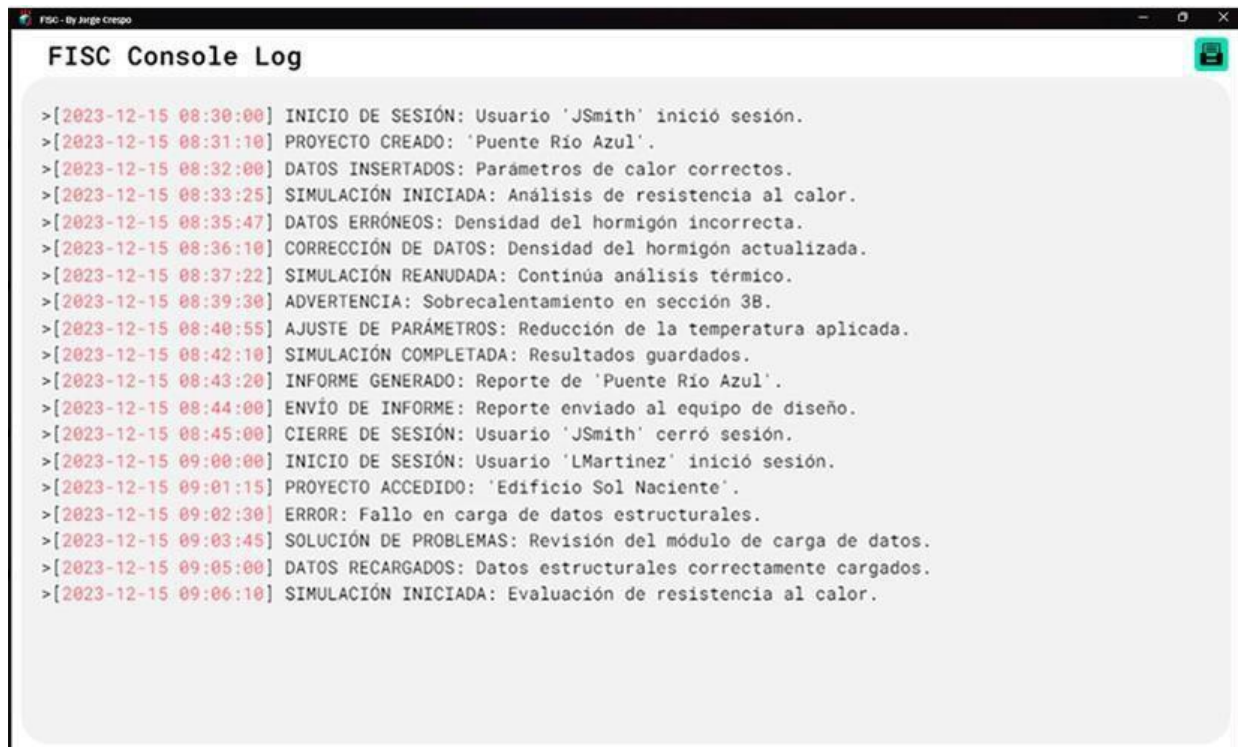 FISC - By Jorge Crespo
FISC Console Log
>[2023-12-15 08:30:00] INICIO DE SESIÓN: Usuario 'JSmith' inició sesión.
>[2023-12-15 08:31:10] PROYECTO CREADO: 'Puente Río Azul'.
>[2023-12-15 08:32:00] DATOS INSERTADOS: Parámetros de calor correctos.
>[2023-12-15 08:33:25] SIMULACIÓN INICIADA: Análisis de resistencia al calor.
>[2023-12-15 08:35:47] DATOS ERRÓNEOS: Densidad del hormigón incorrecta.
>[2023-12-15 08:36:10] CORRECCIÓN DE DATOS: Densidad del hormigón actualizada.
>[2023-12-15 08:37:22] SIMULACIÓN REANUDADA: Continúa análisis térmico.
>[2023-12-15 08:39:30] ADVERTENCIA: Sobrecalentamiento en sección 3B.
>[2023-12-15 08:40:55] AJUSTE DE PARÁMETROS: Reducción de la temperatura aplicada.
>[2023-12-15 08:42:10] SIMULACIÓN COMPLETADA: Resultados guardados.
>[2023-12-15 08:43:20] INFORME GENERADO: Reporte de 'Puente Río Azul'.
>[2023-12-15 08:44:00] ENVÍO DE INFORME: Reporte enviado al equipo de diseño.
>[2023-12-15 08:45:00] CIERRE DE SESIÓN: Usuario 'JSmith' cerró sesión.
>[2023-12-15 09:00:00] INICIO DE SESIÓN: Usuario 'LMartinez' inició sesión.
>[2023-12-15 09:01:15] PROYECTO ACCEDIDO: 'Edificio Sol Naciente'.
>[2023-12-15 09:02:30] ERROR: Fallo en carga de datos estructurales.
>[2023-12-15 09:03:45] SOLUCIÓN DE PROBLEMAS: Revisión del módulo de carga de datos.
>[2023-12-15 09:05:00] DATOS RECARGADOS: Datos estructurales correctamente cargados.
>[2023-12-15 09:06:10] SIMULACIÓN INICIADA: Evaluación de resistencia al calor.